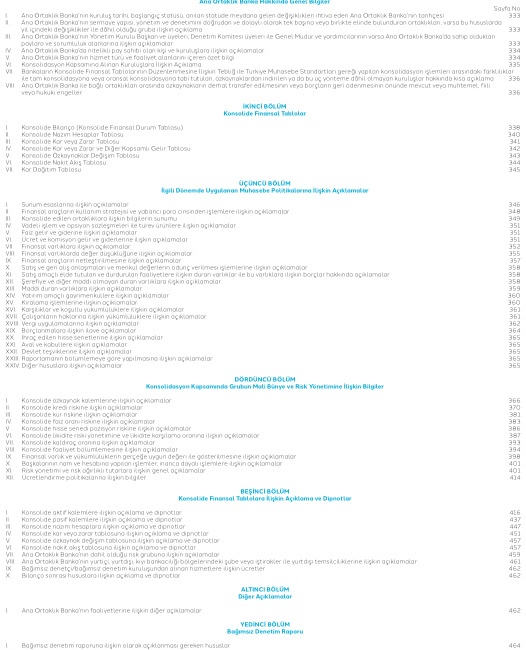 Ana Ortaklık Banka Hakkında Genel Bilgiler
Sayfa No
I Ana Ortaklık Banka'nın kuruluş tarihi, başlangıç statüsü, anılan statüde meydana gelen değişiklikleri ihtiva eden Ana Ortaklık Banka'nın tarihçesi 333
II. Ana Ortaklık Banka'nın sermaye yapısı, yönetim ve denetimini doğrudan ve dolaylı olarak tek başına veya birlikte elinde bulunduran ortaklıkları, varsa bu hususlarda
yıl içindeki değişiklikler ile dâhil olduğu gruba ilişkin açıklama 333
III. Ana Ortaklık Banka'nın Yönetim Kurulu Başkan ve üyeleri, Denetim Komitesi üyeleri ile Genel Müdür ve yardımcılarının varsa Ana Ortaklık Banka'da sahip oldukları
paylara ve sorumluluk alanlarına ilişkin açıklamalar 333
IV. Ana Ortaklık Banka'da nitelikli pay sahibi olan kişi ve kuruluşlara ilişkin açıklamalar 334
V Ana Ortaklık Banka'nın hizmet türü ve faaliyet alanlarını içeren özet bilgi 334
VI. Konsolidasyon Kapsamına Alınan Kuruluşlara İlişkin Açıklama 335
VII Bankaların Konsolide Finansal Tablolarının Düzenlenmesine İlişkin Tebliğ ile Türkiye Muhasebe Standartları gereği yapılan konsolidasyon işlemleri arasındaki farklılıklar
ile tam konsolidasyona veya oransal konsolidasyona tabi tutulan, özkaynaklardan indirilen ya da bu üç yönteme dâhil olmayan kuruluşlar hakkında kısa açıklama 336
VIII Ana Ortaklık Banka ile bağlı ortaklıkları arasında özkaynakların derhal transfer edilmesinin veya borçların geri ödenmesinin önünde mevcut veya muhtemel, fiili
veya hukuki engeller 336
İKİNCİ BÖLÜM
Konsolide Finansal Tablolar
I Konsolide Bilanço (Konsolide Finansal Durum Tablosu) 338
II Konsolide Nazım Hesaplar Tablosu 340
III. Konsolide Kar veya Zarar Tablosu 341
IV. Konsolide Kar veya Zarar ve Diğer Kapsamlı Gelir Tablosu 342
V Konsolide Özkaynaklar Değişim Tablosu 343
VI. Konsolide Nakit Akış Tablosu 344
VII Kar Dağıtım Tablosu 345
ÜÇÜNCÜ BÖLÜM
İlgili Dönemde Uygulanan Muhasebe Politikalarına İlişkin Açıklamalar
I Sunum esaslarına ilişkin açıklamalar 346
II Finansal araçların kullanım stratejisi ve yabancı para cinsinden işlemlere ilişkin açıklamalar 348
III. Konsolide edilen ortaklıklara ilişkin bilgilerin sunumu 349
IV. Vadeli işlem ve opsiyon sözleşmeleri ile türev ürünlere ilişkin açıklamalar 351
V Faiz gelir ve giderine ilişkin açıklamalar 351
VI. Ücret ve komisyon gelir ve giderlerine ilişkin açıklamalar 351
VII Finansal varlıklara ilişkin açıklamalar 352
VIII Finansal varlıklarda değer düşüklüğüne ilişkin açıklamalar 355
IX Finansal araçların netleştirilmesine ilişkin açıklamalar 357
X Satış ve geri alış anlaşmaları ve menkul değerlerin ödünç verilmesi işlemlerine ilişkin açıklamalar 358
XI. Satış amaçlı elde tutulan ve durdurulan faaliyetlere ilişkin duran varlıklar ile bu varlıklara ilişkin borçlar hakkında açıklamalar 358
XII Şerefiye ve diğer maddi olmayan duran varlıklara ilişkin açıklamalar 358
XIII Maddi duran varlıklara ilişkin açıklamalar 359
XIV. Yatırım amaçlı gayrimenkullere ilişkin açıklamalar 360
XV. Kiralama işlemlerine ilişkin açıklamalar 360
XVI. Karşılıklar ve koşullu yükümlülüklere ilişkin açıklamalar 361
XVII. Çalışanların haklarına ilişkin yükümlülüklere ilişkin açıklamalar 361
XVIII Vergi uygulamalarına ilişkin açıklamalar 362
XIX Borçlanmalara ilişkin ilave açıklamalar 364
XX İhraç edilen hisse senetlerine ilişkin açıklamalar 365
XXI Aval ve kabullere ilişkin açıklamalar 365
XXII Devlet teşviklerine ilişkin açıklamalar 365
XXIII Raporlamanın bölümlemeye göre yapılmasına ilişkin açıklamalar 365
XXIV. Diğer hususlara ilişkin açıklamalar 365
DÖRDÜNCÜ BÖLÜM
Konsolidasyon Kapsamında Grubun Mali Bünye ve Risk Yönetimine İlişkin Bilgiler
I Konsolide özkaynak kalemlerine ilişkin açıklamalar 366
II Konsolide kredi riskine ilişkin açıklamalar 370
III. Konsolide kur riskine ilişkin açıklamalar 381
IV. Konsolide faiz oranı riskine ilişkin açıklamalar 383
V Konsolide hisse senedi pozisyon riskine ilişkin açıklamalar 386
VI. Konsolide likidite riski yönetimine ve likidite karşılama oranına ilişkin açıklamalar 387
VII Konsolide kaldıraç oranına ilişkin açıklamalar 393
VIII Konsolide faaliyet bölümlemesine ilişkin açıklamalar 394
IX Finansal varlık ve yükümlülüklerin gerçeğe uygun değeri ile gösterilmesine ilişkin açıklamalar 398
X Başkalarının nam ve hesabına yapılan işlemler, inanca dayalı işlemlere ilişkin açıklamalar 401
XI Risk yönetimi ve risk ağırlıklı tutarlara ilişkin genel açıklamalar 401
XII Ücretlendirme politikalarına ilişkin bilgiler 414
BEŞİNCİ BÖLÜM
Konsolide Finansal Tablolara İlişkin Açıklama ve Dipnotlar
I Konsolide aktif kalemlere ilişkin açıklama ve dipnotlar 416
II Konsolide pasif kalemlere ilişkin açıklama ve dipnotlar 437
III. Konsolide nazım hesaplara ilişkin açıklama ve dipnotlar 447
IV. Konsolide kar veya zarar tablosuna ilişkin açıklama ve dipnotlar 451
V Konsolide özkaynak değişim tablosuna ilişkin açıklama ve dipnotlar 457
VI. Konsolide nakit akış tablosuna ilişkin açıklama ve dipnotlar 457
VII Ana Ortaklık Banka'nın dahil olduğu risk grubuna ilişkin açıklamalar 459
VIII Ana Ortaklık Banka'nın yurtiçi, yurtdışı, kıyı bankacılığı bölgelerindeki şube veya iştirakler ile yurtdışı temsilciliklerine ilişkin açıklamalar 461
IX Bağımsız denetçi/bağımsız denetim kuruluşundan alınan hizmetlere ilişkin ücretler 462
X Bilanço sonrası hususlara ilişkin açıklama ve dipnotlar 462
ALTINCI BÖLÜM
Diğer Açıklamalar
I Ana Ortaklık Banka'nın faaliyetlerine ilişkin diğer açıklamalar 462
YEDİNCİ BÖLÜM
Bağımsız Denetim Raporu
I Bağımsız denetim raporuna ilişkin olarak açıklanması gereken hususlar 464